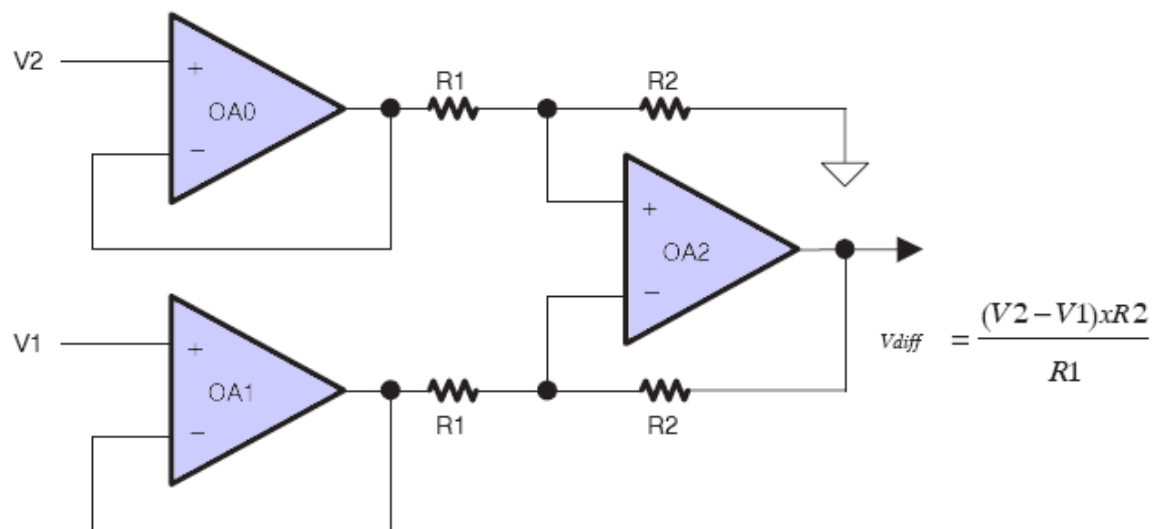 V2
+
OA0
−
R1
R2
+
OA2
−
V1
+
OA1
−
R1
R2
Vdiff = (V2−V1)xR2
R1